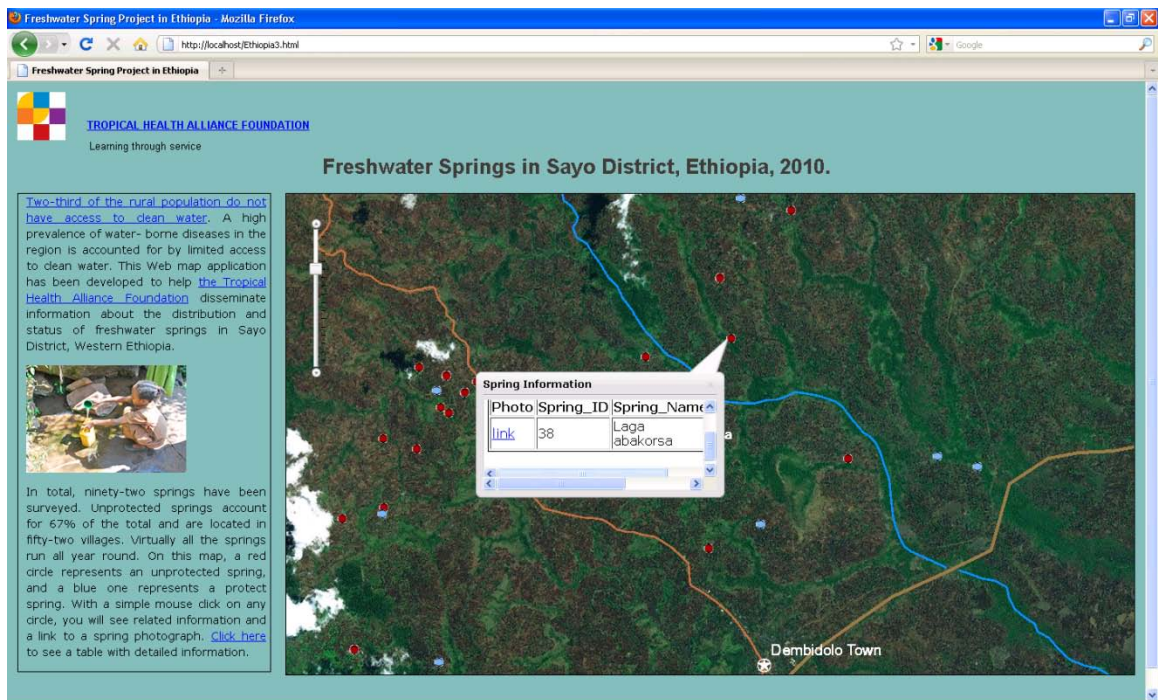 Freshwater Spring Project in Ethiopia - Mozilla Firefox
http://localhost/Ethiopia3.html
Google
Freshwater Spring Project in Ethiopia
TROPICAL HEALTH ALLIANCE FOUNDATION
Learning through service
Freshwater Springs in Sayo District, Ethiopia, 2010.
Two-third of the rural population do not
have access to clean water. A high
prevalence of water- borne diseases in the
region is accounted for by limited access
to clean water. This Web map application
has been developed to help the Tropical
Health Alliance Foundation disseminate
information about the distribution and
status of freshwater springs in Sayo
District, Western Ethiopia.
In total, ninety-two springs have been
surveyed. Unprotected springs account
for 67% of the total and are located in
fifty-two villages. Virtually all the springs
run all year round. On this map, a red
circle represents an unprotected spring,
and a blue one represents a protect
spring. With a simple mouse click on any
circle, you will see related information and
a link to a spring photograph. Click here
to see a table with detailed information.
Spring Information
Photo Spring_ID Spring_Name
link 38 Laga
abakorsa
a
Dembidolo Town